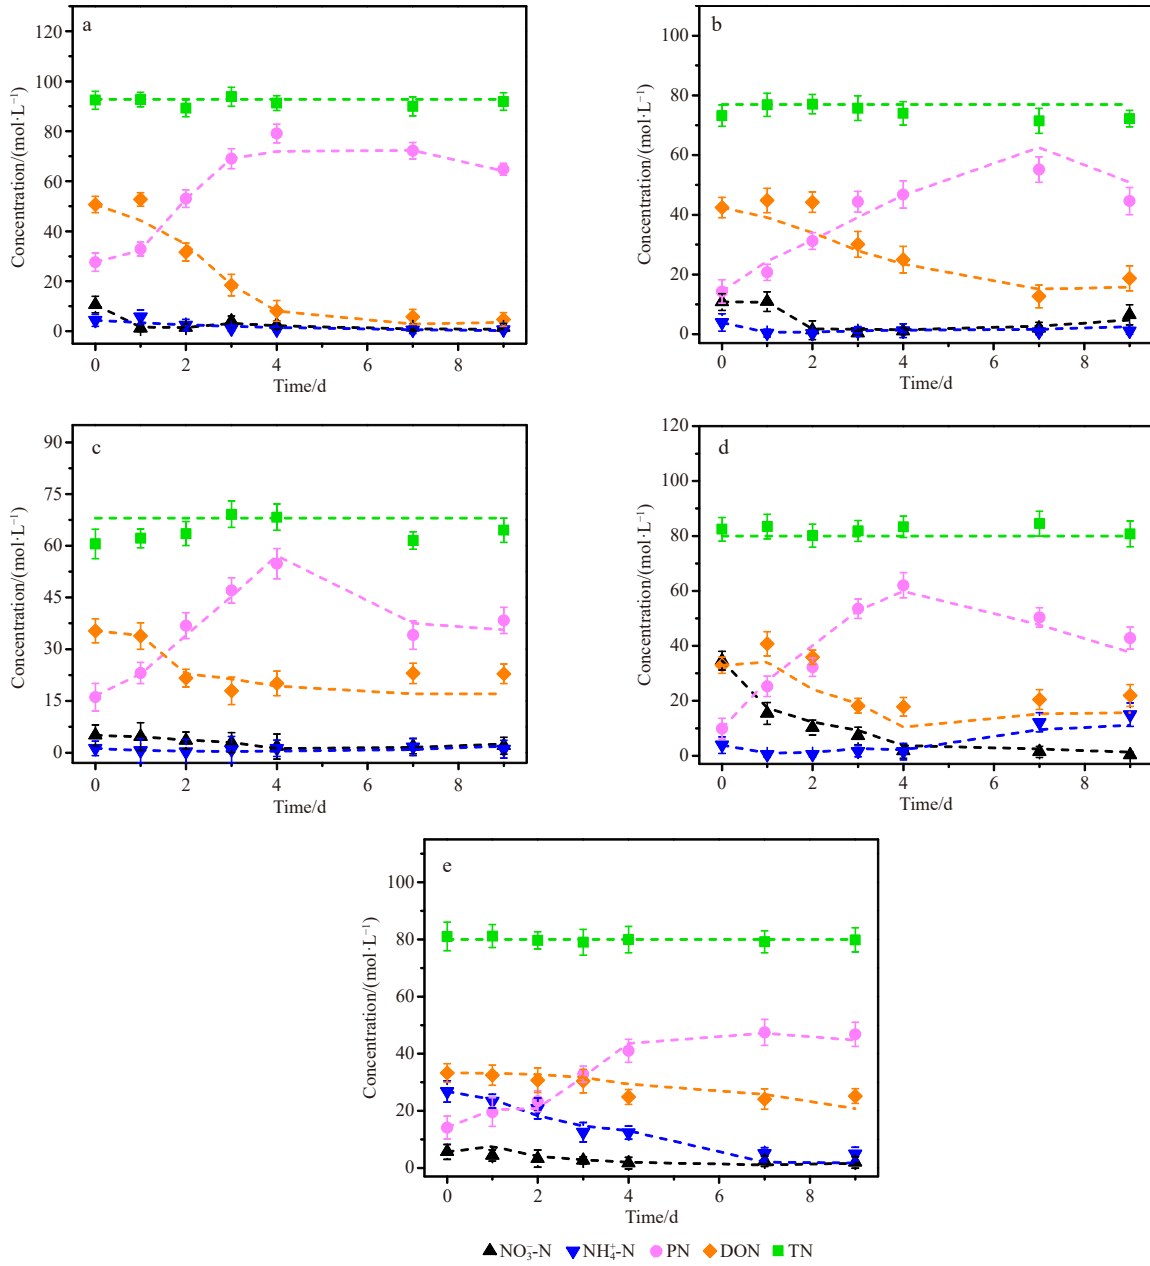 a
120
100
80
60
40
20
0
Concentration/(mol·L⁻¹)
0 2 4 6 8
Time/d
b
100
80
60
40
20
0
Concentration/(mol·L⁻¹)
0 2 4 6 8
Time/d
c
90
75
60
45
30
15
0
Concentration/(mol·L⁻¹)
0 2 4 6 8
Time/d
d
120
100
80
60
40
20
0
Concentration/(mol·L⁻¹)
0 2 4 6 8
Time/d
e
100
80
60
40
20
0
Concentration/(mol·L⁻¹)
0 2 4 6 8
Time/d
NO₃⁻-N NH₄⁺-N PN DON TN